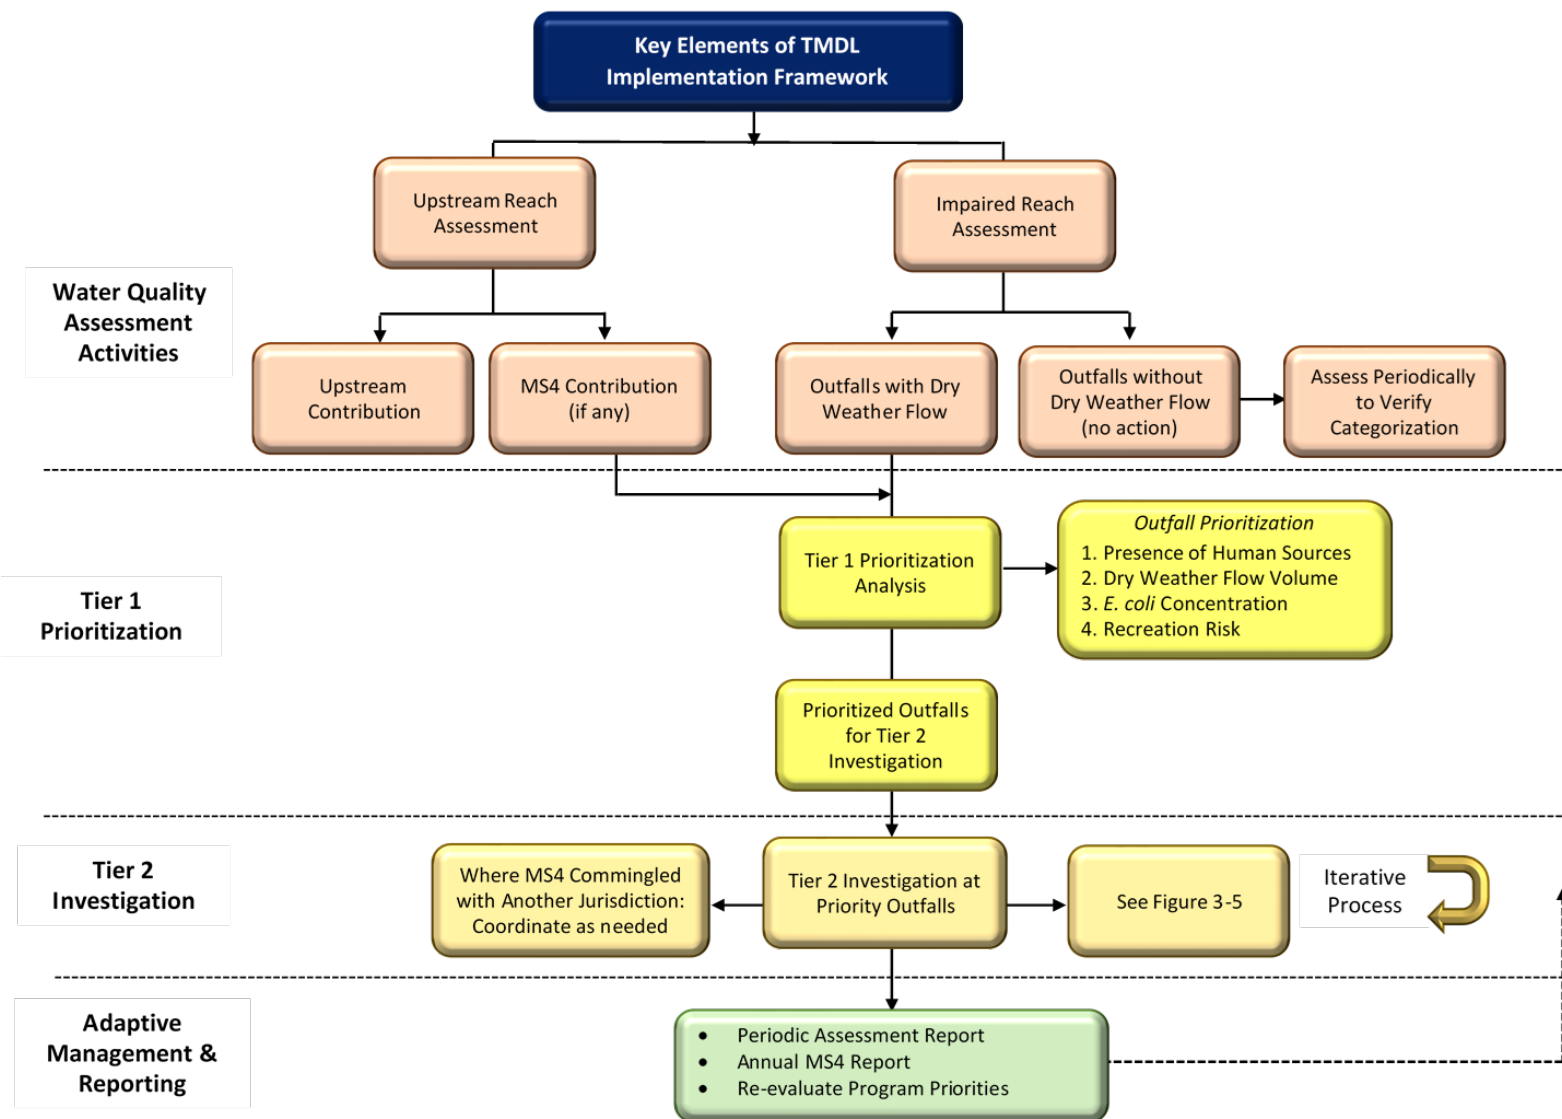 Key Elements of TMDL
Implementation Framework
Upstream Reach
Assessment
Impaired Reach
Assessment
Water Quality
Assessment
Activities
Upstream
Contribution
MS4 Contribution
(if any)
Outfalls with Dry
Weather Flow
Outfalls without
Dry Weather Flow
(no action)
Assess Periodically
to Verify
Categorization
Tier 1
Prioritization
Tier 1 Prioritization
Analysis
Outfall Prioritization
1. Presence of Human Sources
2. Dry Weather Flow Volume
3. E. coli Concentration
4. Recreation Risk
Prioritized Outfalls
for Tier 2
Investigation
Tier 2
Investigation
Where MS4 Commingled
with Another Jurisdiction:
Coordinate as needed
Tier 2 Investigation at
Priority Outfalls
See Figure 3-5
Iterative
Process
Adaptive
Management &
Reporting
• Periodic Assessment Report
• Annual MS4 Report
• Re-evaluate Program Priorities